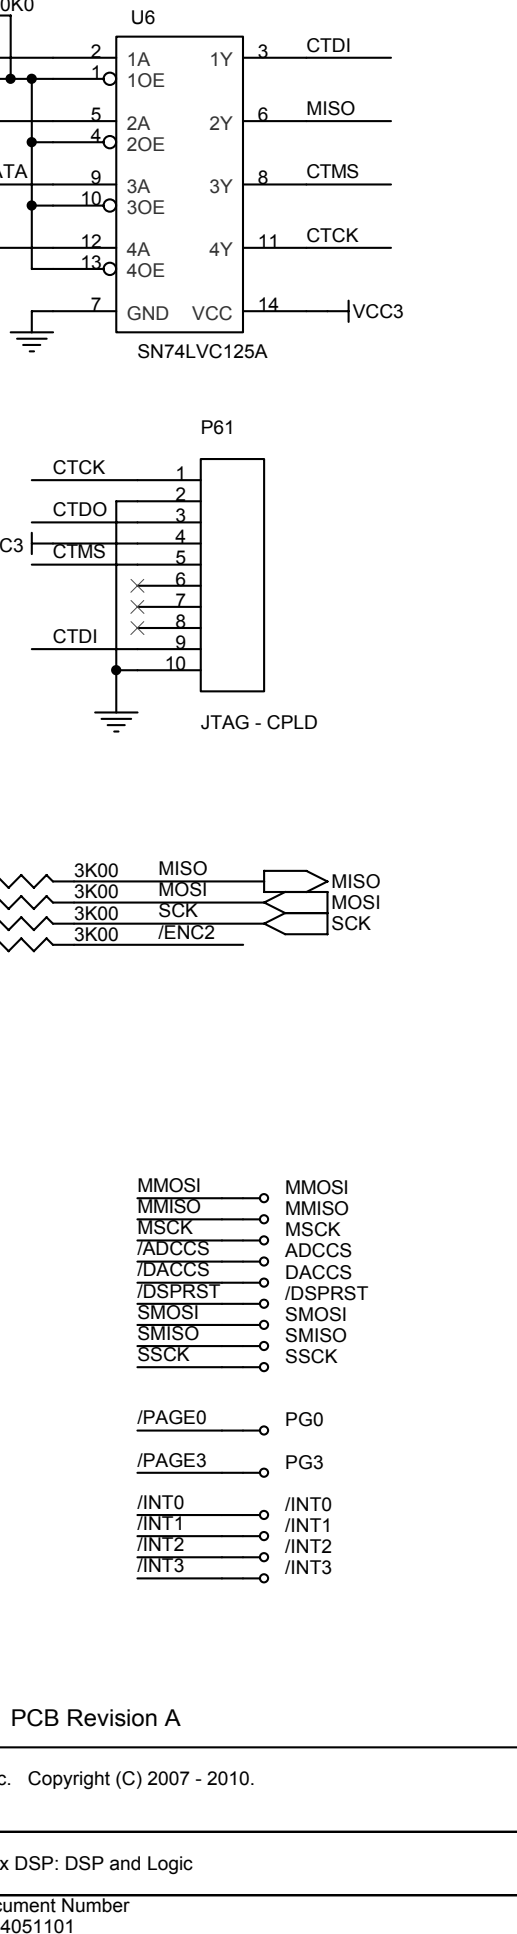 0K0
U6
2 1A 1Y 3 CTDI
1 1OE
5 2A 2Y 6 MISO
4 2OE
ATA 9 3A 3Y 8 CTMS
10 3OE
12 4A 4Y 11 CTCK
13 4OE
7 GND VCC 14 VCC3
SN74LVC125A
P61
CTCK 1
2
CTDO 3
C3 4
CTMS 5
6
7
8
CTDI 9
10
JTAG - CPLD
3K00 MISO MISO
3K00 MOSI MOSI
3K00 SCK SCK
3K00 /ENC2
MMOSI MMOSI
MMISO MMISO
MSCK MSCK
/ADCCS ADCCS
/DACCS DACCS
/DSPRST /DSPRST
SMOSI SMOSI
SMISO SMISO
SSCK SSCK
/PAGE0 PG0
/PAGE3 PG3
/INT0 /INT0
/INT1 /INT1
/INT2 /INT2
/INT3 /INT3
PCB Revision A
c. Copyright (C) 2007 - 2010.
x DSP: DSP and Logic
cument Number
4051101